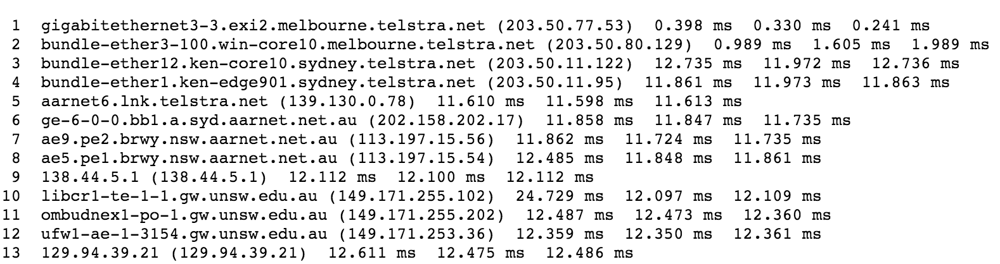 1 gigabitethernet3-3.exi2.melbourne.telstra.net (203.50.77.53) 0.398 ms 0.330 ms 0.241 ms
2 bundle-ether3-100.win-core10.melbourne.telstra.net (203.50.80.129) 0.989 ms 1.605 ms 1.989 ms
3 bundle-ether12.ken-core10.sydney.telstra.net (203.50.11.122) 12.735 ms 11.972 ms 12.736 ms
4 bundle-ether1.ken-edge901.sydney.telstra.net (203.50.11.95) 11.861 ms 11.973 ms 11.863 ms
5 aarnet6.lnk.telstra.net (139.130.0.78) 11.610 ms 11.598 ms 11.613 ms
6 ge-6-0-0.bb1.a.syd.aarnet.net.au (202.158.202.17) 11.858 ms 11.847 ms 11.735 ms
7 ae9.pe2.brwy.nsw.aarnet.net.au (113.197.15.56) 11.862 ms 11.724 ms 11.735 ms
8 ae5.pe1.brwy.nsw.aarnet.net.au (113.197.15.54) 12.485 ms 11.848 ms 11.861 ms
9 138.44.5.1 (138.44.5.1) 12.112 ms 12.100 ms 12.112 ms
10 libcr1-te-1-1.gw.unsw.edu.au (149.171.255.102) 24.729 ms 12.097 ms 12.109 ms
11 ombudnex1-po-1.gw.unsw.edu.au (149.171.255.202) 12.487 ms 12.473 ms 12.360 ms
12 ufw1-ae-1-3154.gw.unsw.edu.au (149.171.253.36) 12.359 ms 12.350 ms 12.361 ms
13 129.94.39.21 (129.94.39.21) 12.611 ms 12.475 ms 12.486 ms